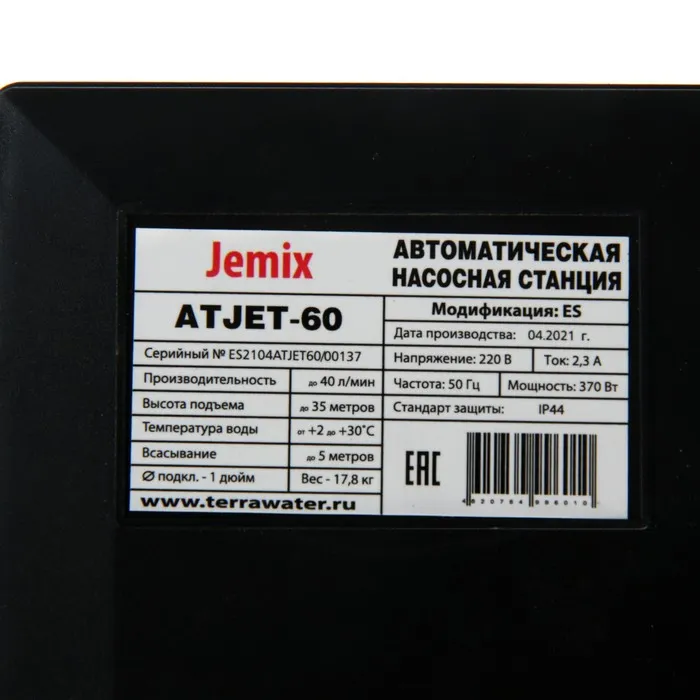 Jemix
ATJET-60
Серийный № ES2104ATJET60/00137
Производительность до 40 л/мин
Высота подъема до 35 метров
Температура воды от +2 до +30˚C
Всасывание до 5 метров
Ø подкл. - 1 дюйм Вес - 17,8 кг
www.terrawater.ru
АВТОМАТИЧЕСКАЯ
НАСОСНАЯ СТАНЦИЯ
Модификация: ES
Дата производства: 04.2021 г.
Напряжение: 220 В Ток: 2,3 А
Частота: 50 Гц Мощность: 370 Вт
Стандарт защиты: IP44
EAC